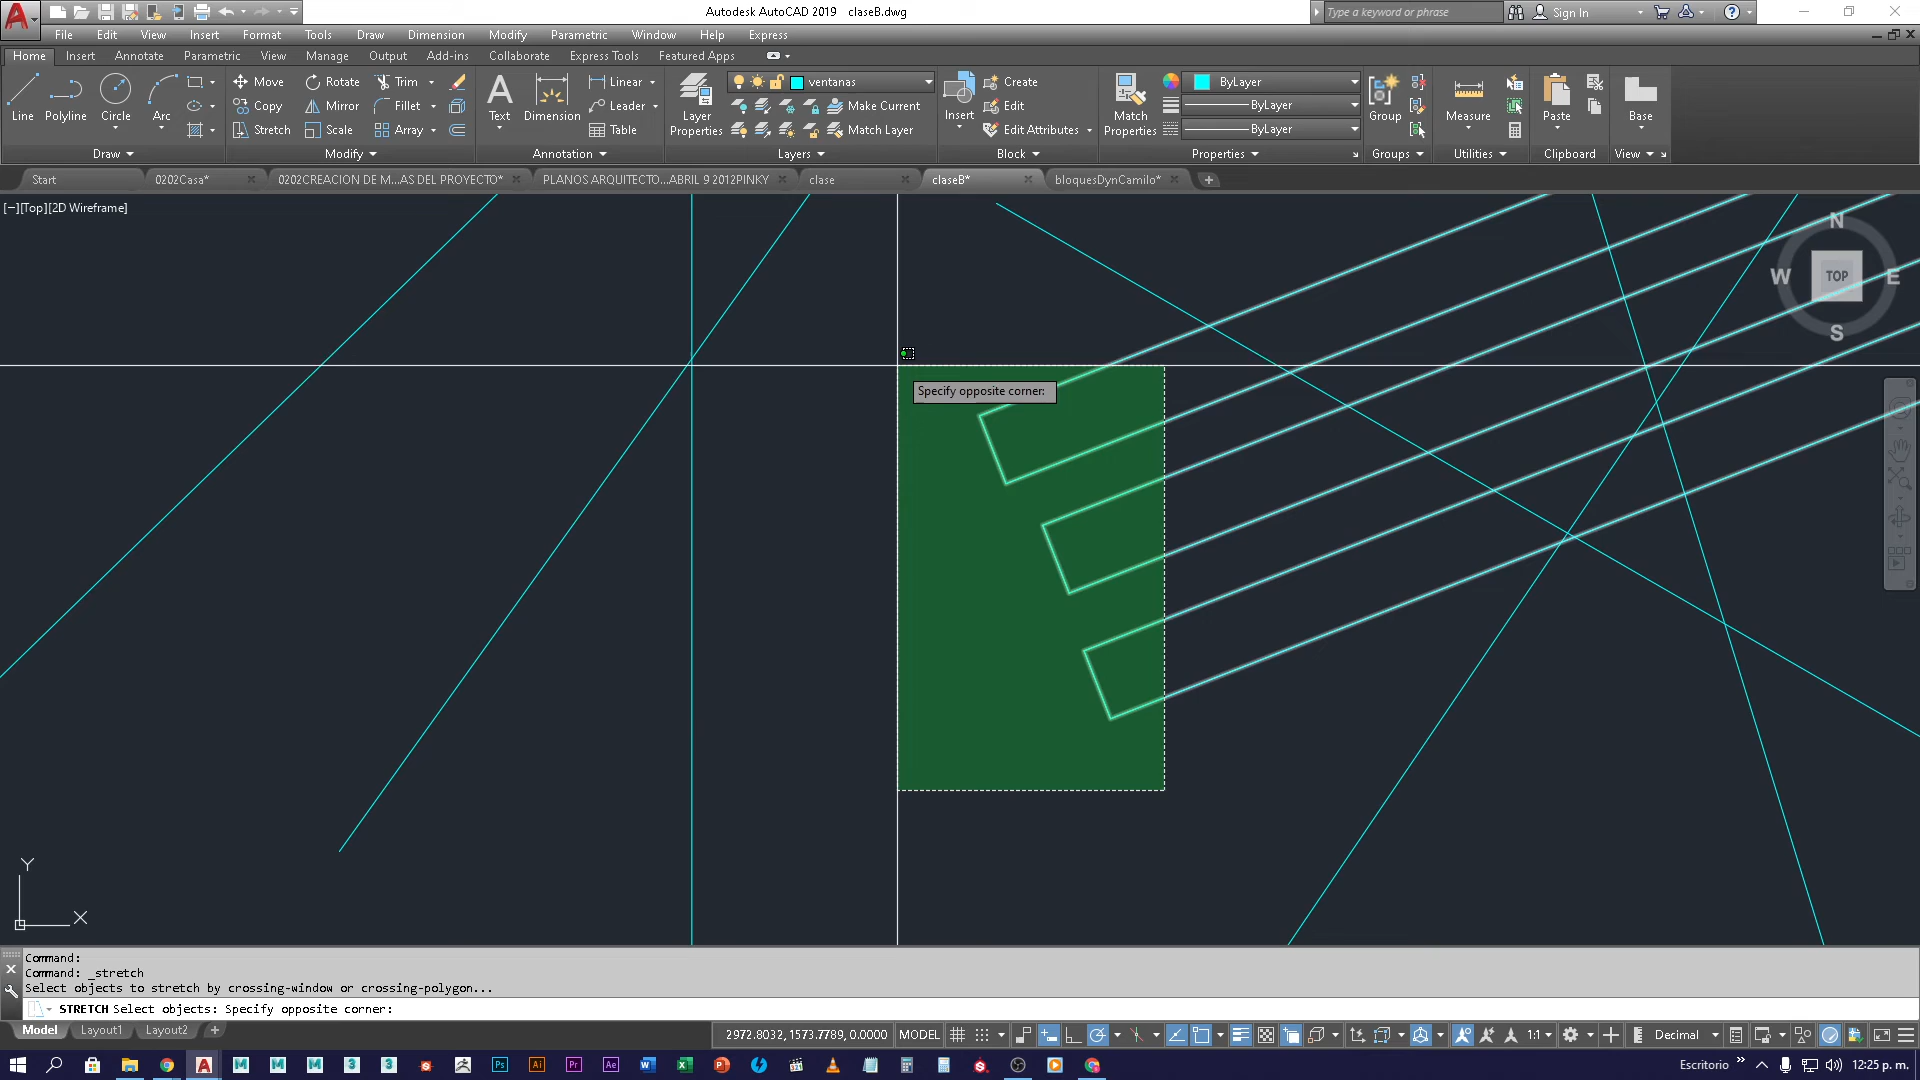 Autodesk AutoCAD 2019 claseB.dwg
Type a keyword or phrase
Sign In
File Edit View Insert Format Tools Draw Dimension Modify Parametric Window Help Express
Home Insert Annotate Parametric View Manage Output Add-ins Collaborate Express Tools Featured Apps
Line Polyline Circle Arc
Move Rotate Trim
Copy Mirror Fillet
Stretch Scale Array
Text Dimension
Linear
Leader
Table
Layer Properties
ventanas
Make Current
Match Layer
Insert
Create
Edit
Edit Attributes
Match Properties
ByLayer
ByLayer
ByLayer
Group
Measure
Paste
Base
Draw Modify Annotation Layers Block Properties Groups Utilities Clipboard View
Start 0202Casa* 0202CREACION DE M...AS DEL PROYECTO* PLANOS ARQUITECTO...ABRIL 9 2012PINKY clase claseB* bloquesDynCamilo*
[−][Top][2D Wireframe]
N
W TOP E
S
Specify opposite corner:
Y
X
Command:
Command: _stretch
Select objects to stretch by crossing-window or crossing-polygon...
STRETCH Select objects: Specify opposite corner:
Model Layout1 Layout2
2972.8032, 1573.7789, 0.0000 MODEL 1:1 Decimal
Escritorio 12:25 p. m.